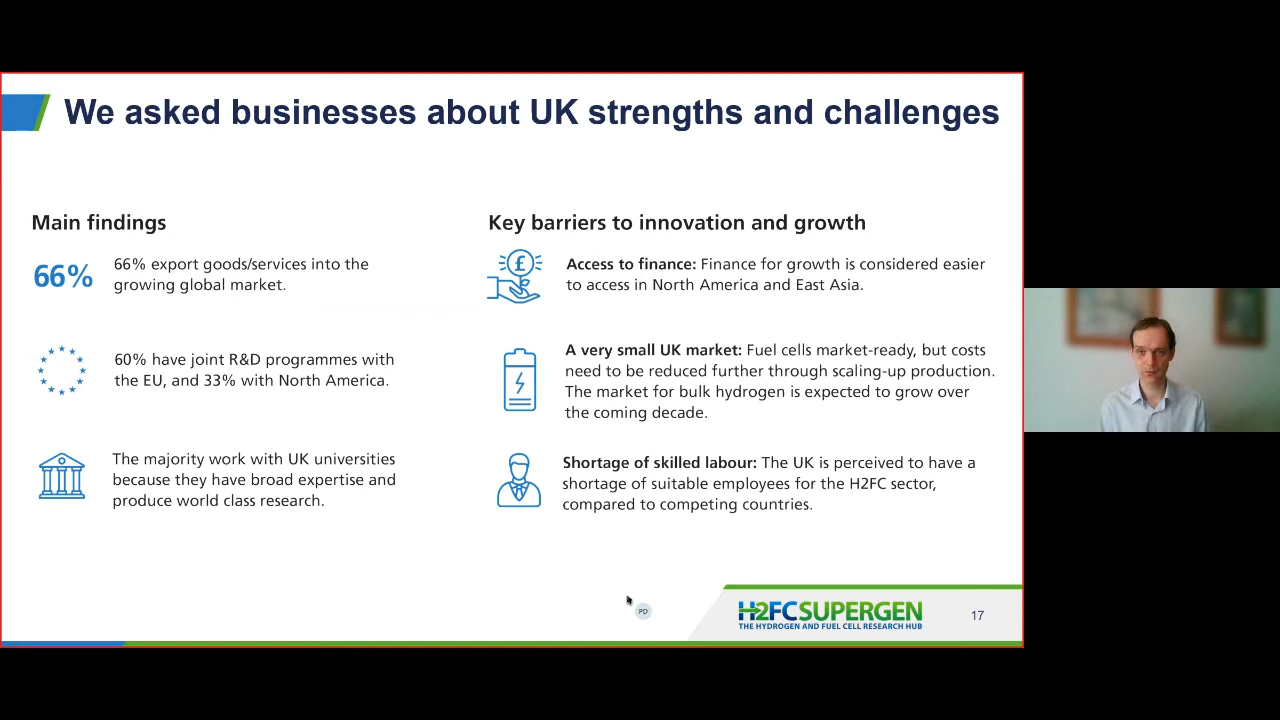 We asked businesses about UK strengths and challenges
Main findings
66%
66% export goods/services into the
growing global market.
60% have joint R&D programmes with
the EU, and 33% with North America.
The majority work with UK universities
because they have broad expertise and
produce world class research.
Key barriers to innovation and growth
£
Access to finance: Finance for growth is considered easier
to access in North America and East Asia.
A very small UK market: Fuel cells market-ready, but costs
need to be reduced further through scaling-up production.
The market for bulk hydrogen is expected to grow over
the coming decade.
Shortage of skilled labour: The UK is perceived to have a
shortage of suitable employees for the H2FC sector,
compared to competing countries.
PD
H2FCSUPERGEN
THE HYDROGEN AND FUEL CELL RESEARCH HUB
17